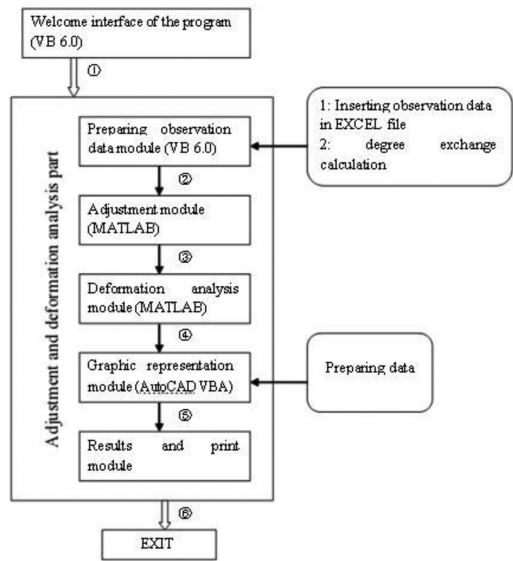 Welcome interface of the program
(VB 6.0)
①
Adjustment and deformation analysis part
Preparing observation
data module (VB 6.0)
1: Inserting observation data
in EXCEL file
2: degree exchange
calculation
②
Adjustment module
(MATLAB)
③
Deformation analysis
module (MATLAB)
④
Graphic representation
module (AutoCAD VBA)
Preparing data
⑤
Results and print
module
⑥
EXIT